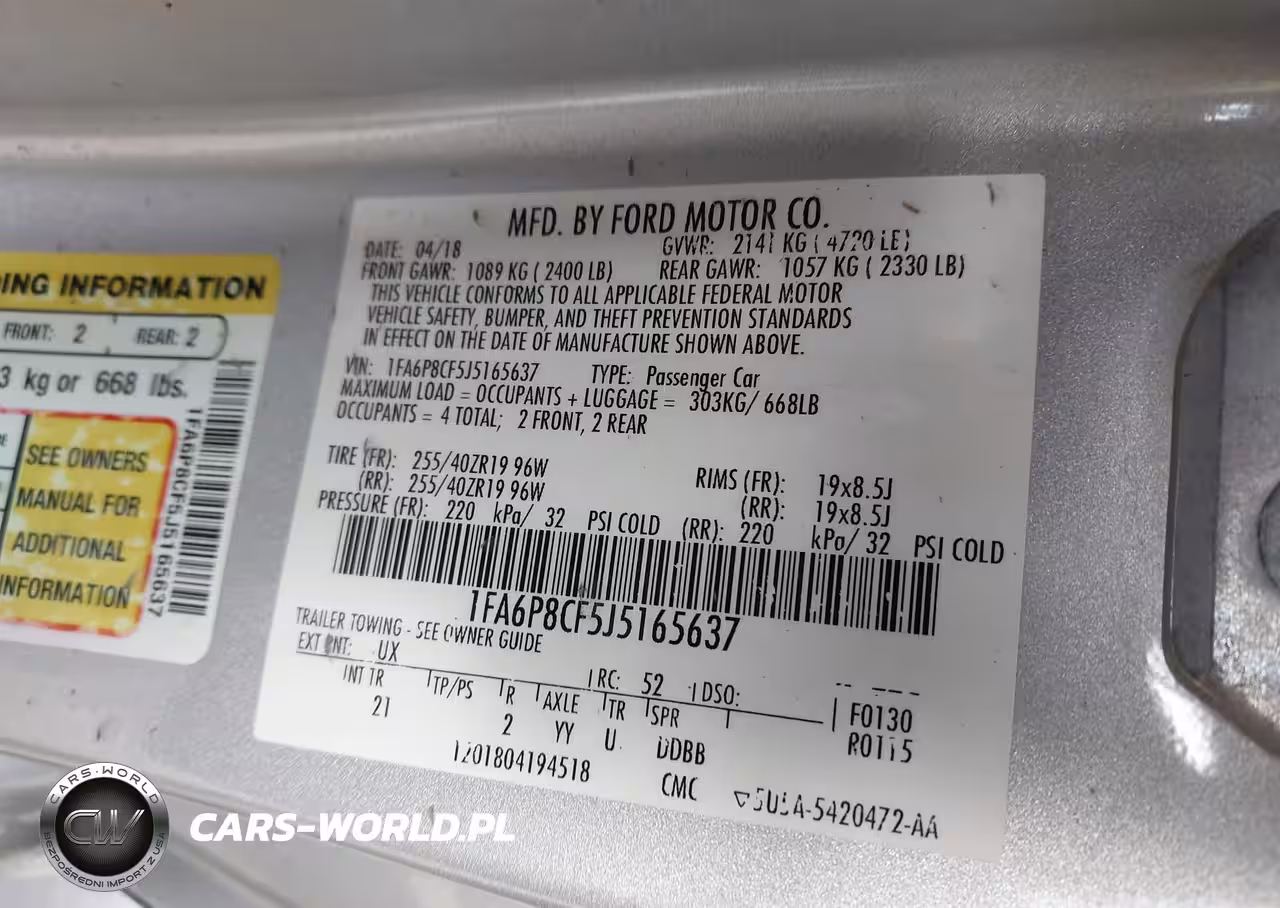 DING INFORMATION
FRONT: 2 REAR: 2
3 kg or 668 lbs.
SEE OWNERS
MANUAL FOR
ADDITIONAL
INFORMATION
1FA6P8CF5J5165637
MFD. BY FORD MOTOR CO.
DATE: 04/18 GVWR: 2141 KG ( 4720 LB)
FRONT GAWR: 1089 KG ( 2400 LB) REAR GAWR: 1057 KG ( 2330 LB)
THIS VEHICLE CONFORMS TO ALL APPLICABLE FEDERAL MOTOR
VEHICLE SAFETY, BUMPER, AND THEFT PREVENTION STANDARDS
IN EFFECT ON THE DATE OF MANUFACTURE SHOWN ABOVE.
VIN: 1FA6P8CF5J5165637 TYPE: Passenger Car
MAXIMUM LOAD = OCCUPANTS + LUGGAGE = 303KG/ 668LB
OCCUPANTS = 4 TOTAL; 2 FRONT, 2 REAR
TIRE (FR): 255/40ZR19 96W RIMS (FR): 19x8.5J
(RR): 255/40ZR19 96W (RR): 19x8.5J
PRESSURE (FR): 220 kPa/ 32 PSI COLD (RR): 220 kPa/ 32 PSI COLD
1FA6P8CF5J5165637
TRAILER TOWING - SEE OWNER GUIDE
EXT PNT: UX RC: 52 DSO:
INT TR TP/PS R AXLE TR SPR F0130
21 2 YY U DDBB R0115
1201804194518 CMC 5U5A-5420472-AA
CARS-WORLD
CW
BEZPOŚREDNI IMPORT Z USA
CARS-WORLD.PL